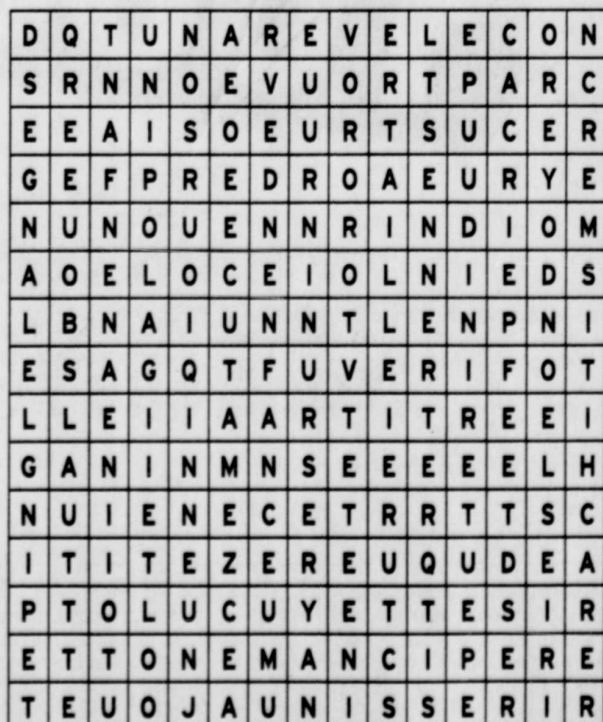 D Q T U N A R E V E L E C O N
S R N N O E V U O R T P A R C
E E A I S O E U R T S U C E R
G E F P R E D R O A E U R Y E
N U N O U E N N R I N D I O M
A O E L O C E I O L N I E D S
L B N A I U N N T L E N P N I
E S A G Q T F U V E R I F O T
L L E I I A A R T I T R E E I
G A N I N M N S E E E E E L H
N U I E N E C E T R R T T S C
I T I T E Z E R E U Q U D E A
P T O L U C U Y E T T E S I R
E T T O N E M A N C I P E R E
T E U O J A U N I S S E R I R